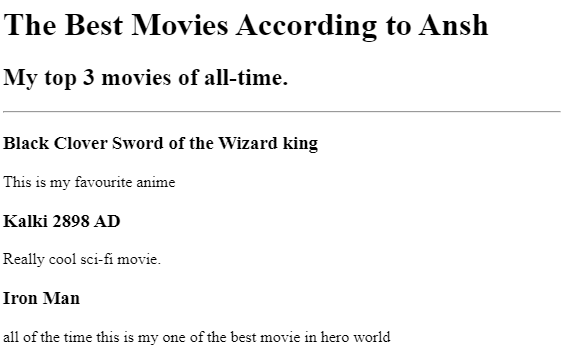 The Best Movies According to Ansh
My top 3 movies of all-time.
Black Clover Sword of the Wizard king
This is my favourite anime
Kalki 2898 AD
Really cool sci-fi movie.
Iron Man
all of the time this is my one of the best movie in hero world